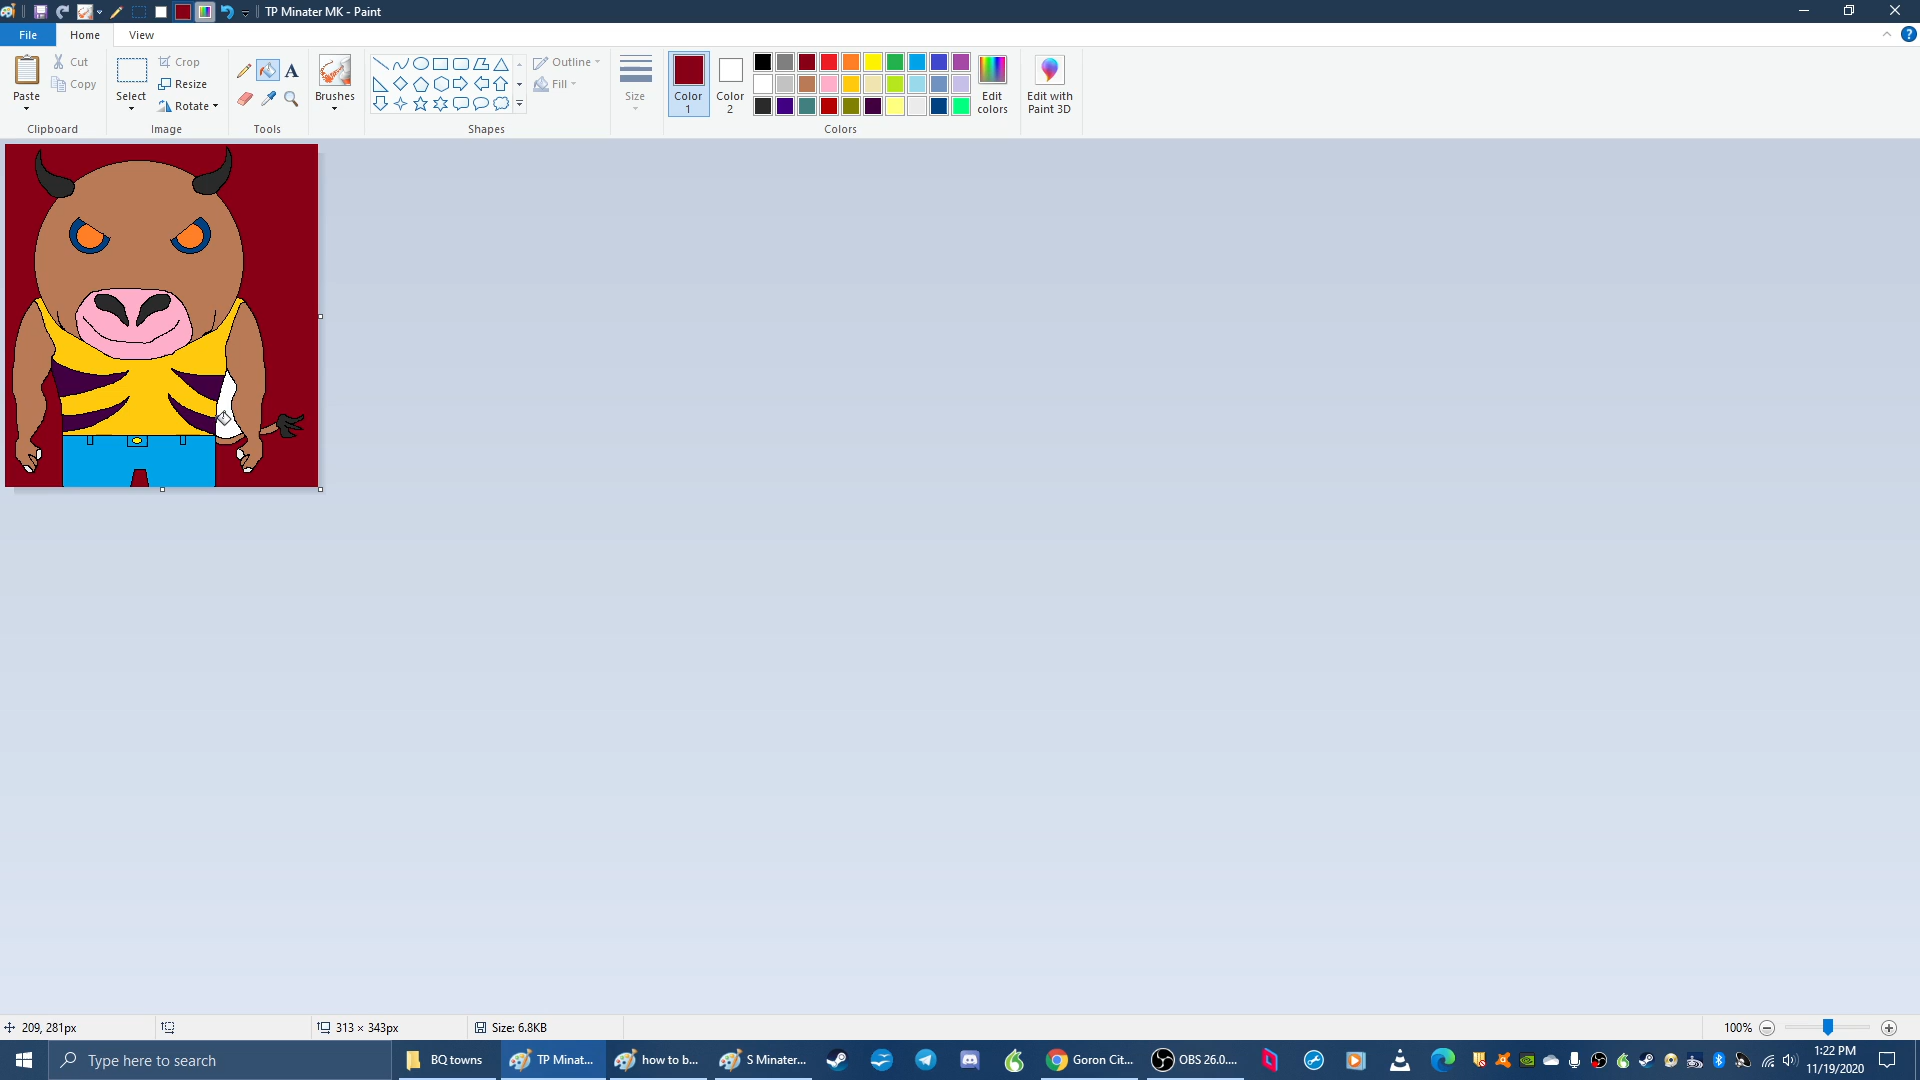 TP Minater MK - Paint
File Home View
Paste Cut Copy Clipboard
Select Crop Resize Rotate Image
A
Tools
Brushes
Shapes
Outline
Fill
Size
Color 1
Color 2
Colors
Edit colors
Edit with Paint 3D
?
209, 281px
313 × 343px
Size: 6.8KB
100%
Type here to search
BQ towns
TP Minat...
how to b...
S Minater...
Goron Cit...
OBS 26.0....
1:22 PM
11/19/2020